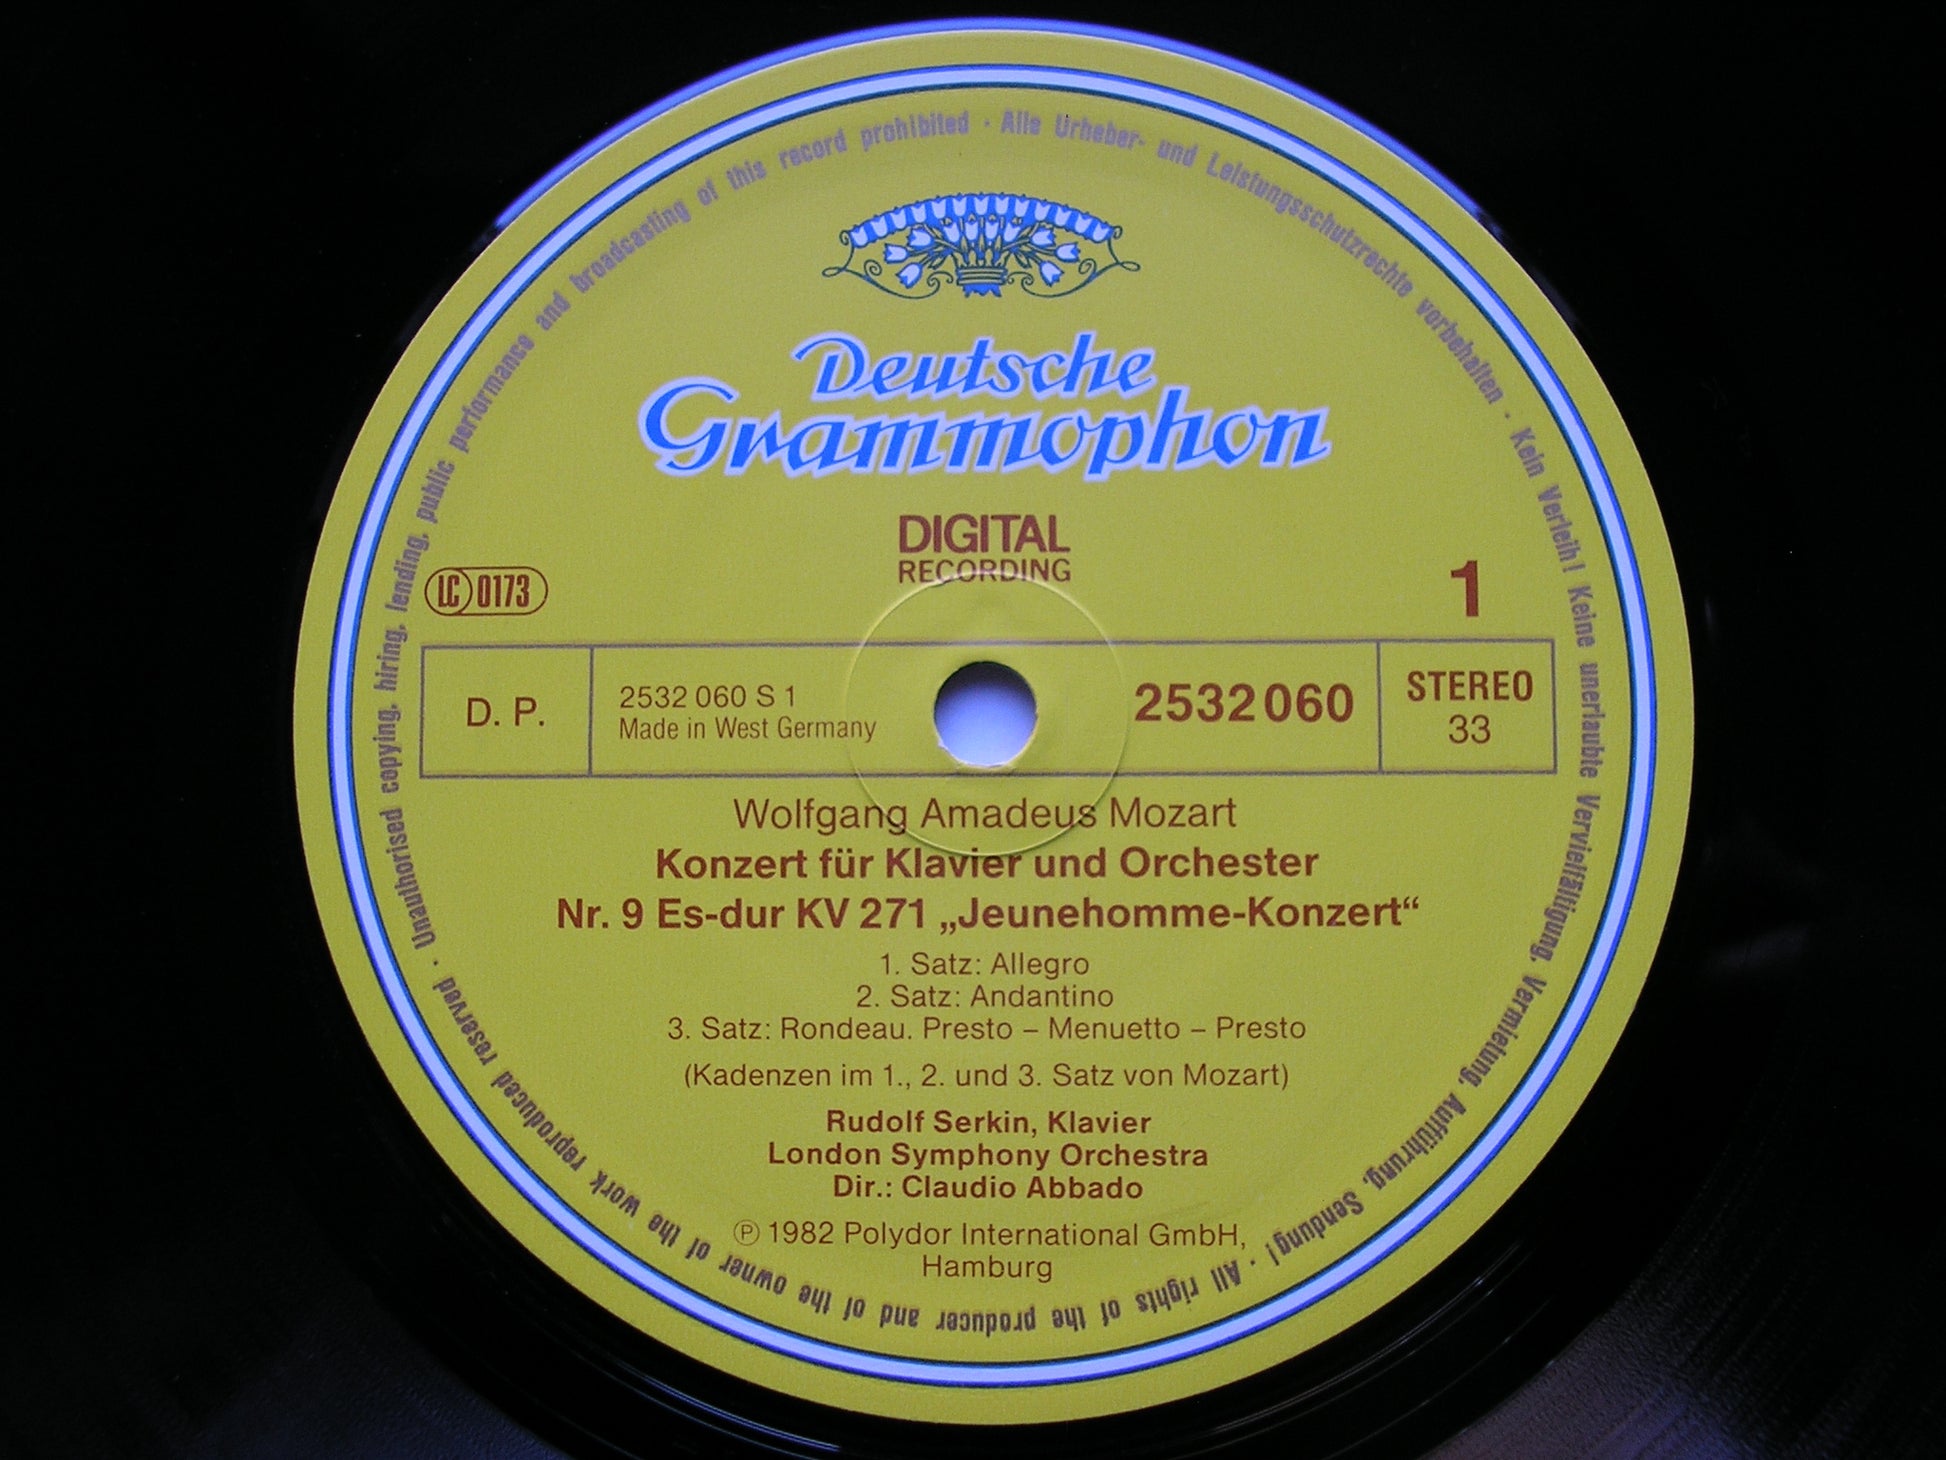 Deutsche
Grammophon
DIGITAL
RECORDING
LC 0173
1
D. P.
2532 060 S 1
Made in West Germany
2532 060
STEREO
33
Wolfgang Amadeus Mozart
Konzert für Klavier und Orchester
Nr. 9 Es-dur KV 271 „Jeunehomme-Konzert“
1. Satz: Allegro
2. Satz: Andantino
3. Satz: Rondeau. Presto – Menuetto – Presto
(Kadenzen im 1., 2. und 3. Satz von Mozart)
Rudolf Serkin, Klavier
London Symphony Orchestra
Dir.: Claudio Abbado
℗ 1982 Polydor International GmbH,
Hamburg
Alle Urheber- und Leistungsschutzrechte vorbehalten · Kein Verleih! Keine unerlaubte Vervielfältigung, Vermietung, Aufführung, Sendung! · All rights of the producer and of the owner of the work reproduced reserved · Unauthorised copying, hiring, lending, public performance and broadcasting of this record prohibited ·